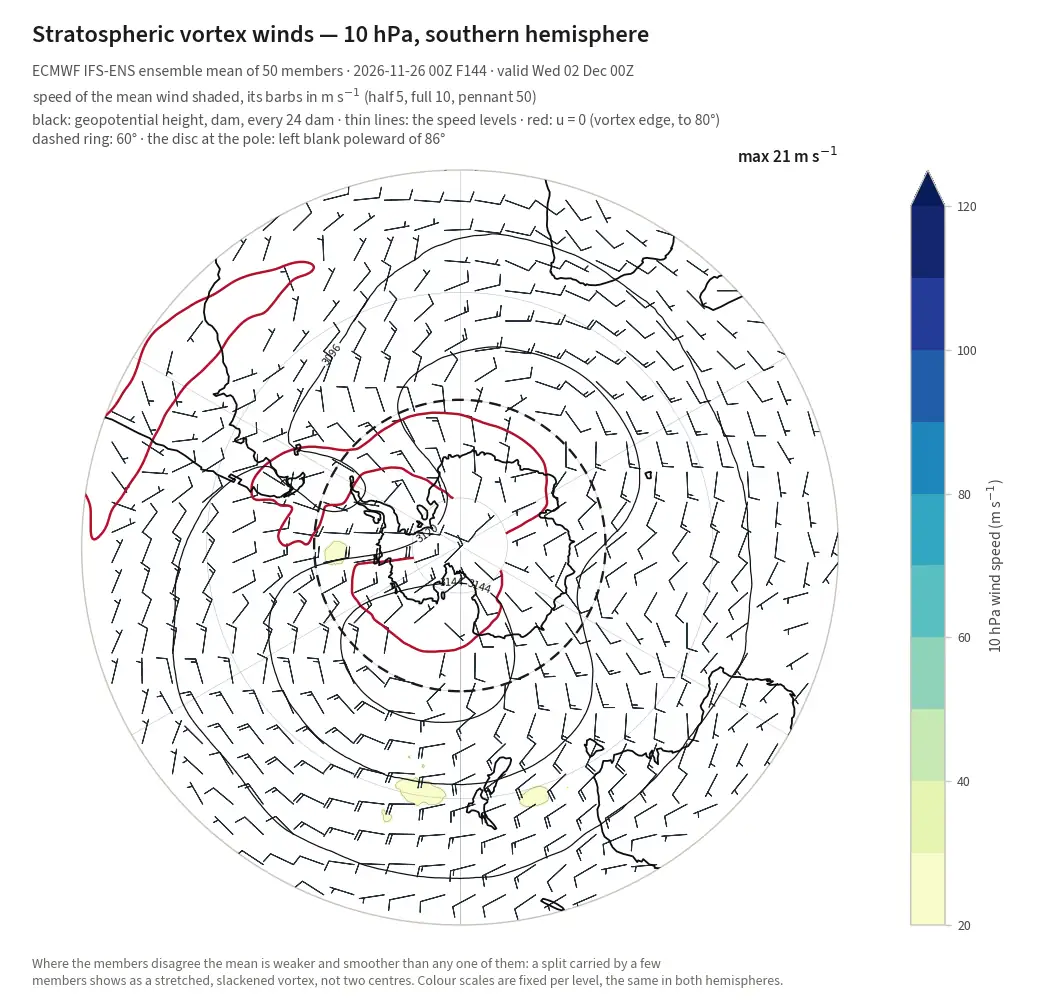 Stratospheric vortex winds — 10 hPa, southern hemisphere
ECMWF IFS-ENS ensemble mean of 50 members · 2026-11-26 00Z F144 · valid Wed 02 Dec 00Z
speed of the mean wind shaded, its barbs in m s⁻¹ (half 5, full 10, pennant 50)
black: geopotential height, dam, every 24 dam · thin lines: the speed levels · red: u = 0 (vortex edge, to 80°)
dashed ring: 60° · the disc at the pole: left blank poleward of 86°
max 21 m s⁻¹
120
100
80
60
40
20
10 hPa wind speed (m s⁻¹)
3096
3120
3144
3144
Where the members disagree the mean is weaker and smoother than any one of them: a split carried by a few
members shows as a stretched, slackened vortex, not two centres. Colour scales are fixed per level, the same in both hemispheres.